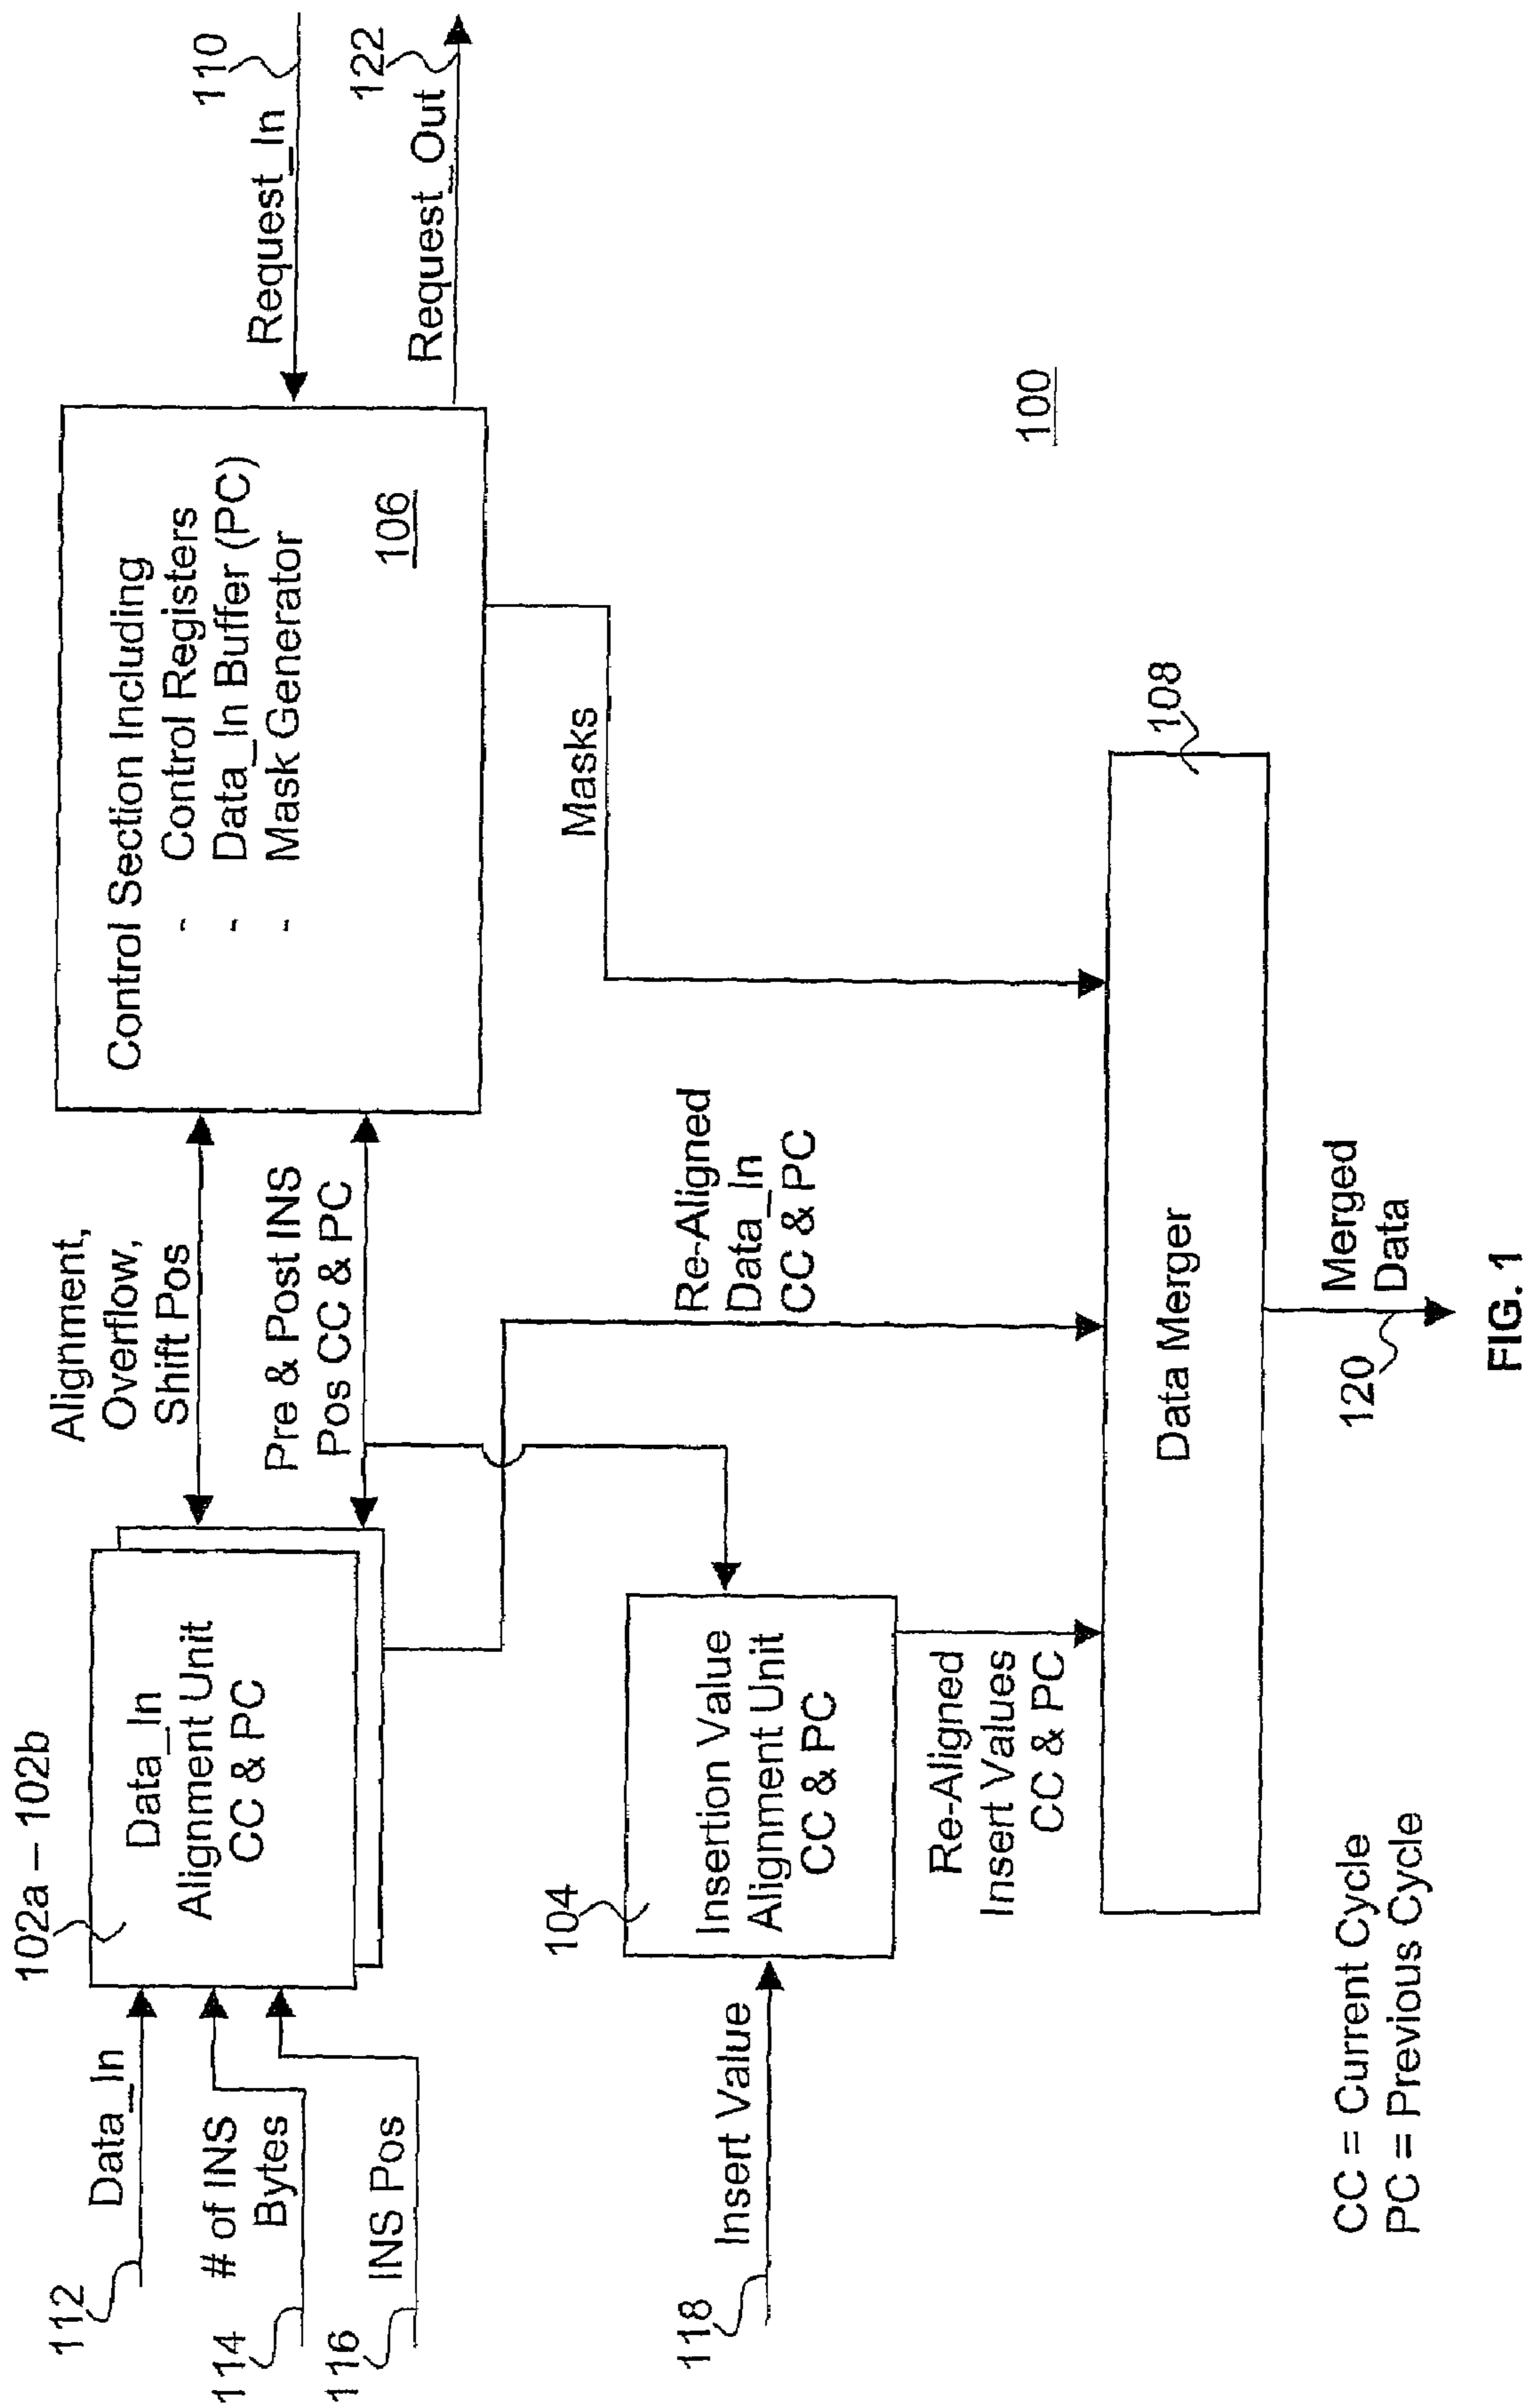 102a – 102b
112
Data_In
114
# of INS
Bytes
116
INS Pos
Data_In
Alignment Unit
CC & PC
Alignment,
Overflow,
Shift Pos
Pre & Post INS
Pos CC & PC
Control Section Including
- Control Registers
- Data_In Buffer (PC)
- Mask Generator
106
110
Request_In
122
Request_Out
104
118
Insert Value
Insertion Value
Alignment Unit
CC & PC
Re-Aligned
Data_In
CC & PC
Masks
100
Re-Aligned
Insert Values
CC & PC
108
Data Merger
120
Merged
Data
CC = Current Cycle
PC = Previous Cycle
FIG. 1